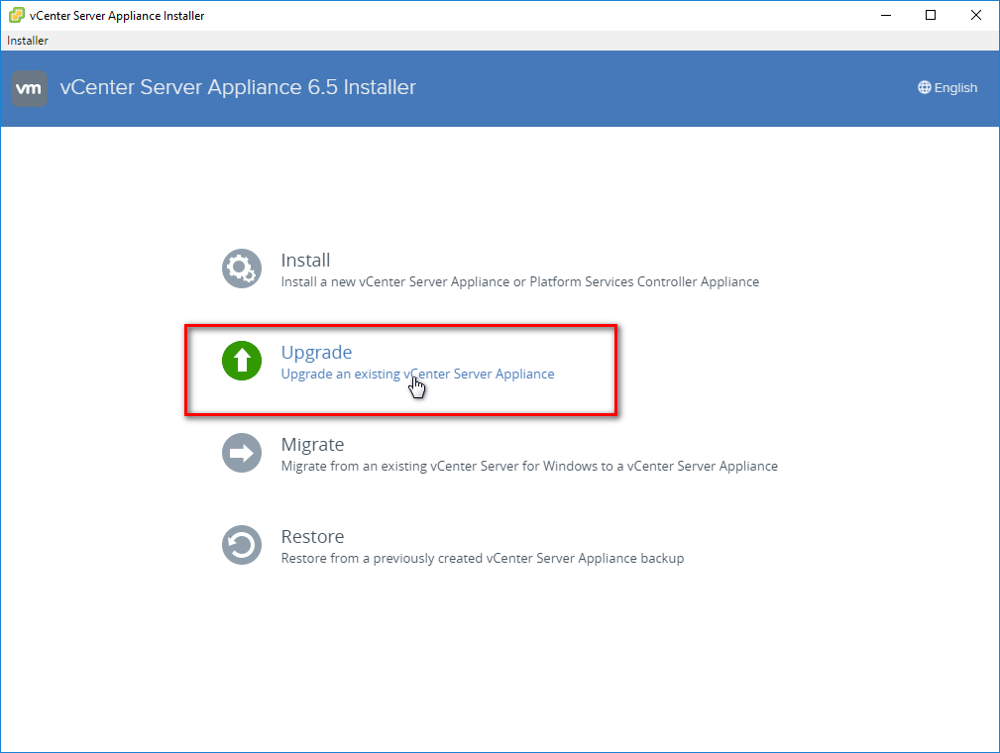 vCenter Server Appliance Installer
Installer
vm
vCenter Server Appliance 6.5 Installer
English
Install
Install a new vCenter Server Appliance or Platform Services Controller Appliance
Upgrade
Upgrade an existing vCenter Server Appliance
Migrate
Migrate from an existing vCenter Server for Windows to a vCenter Server Appliance
Restore
Restore from a previously created vCenter Server Appliance backup